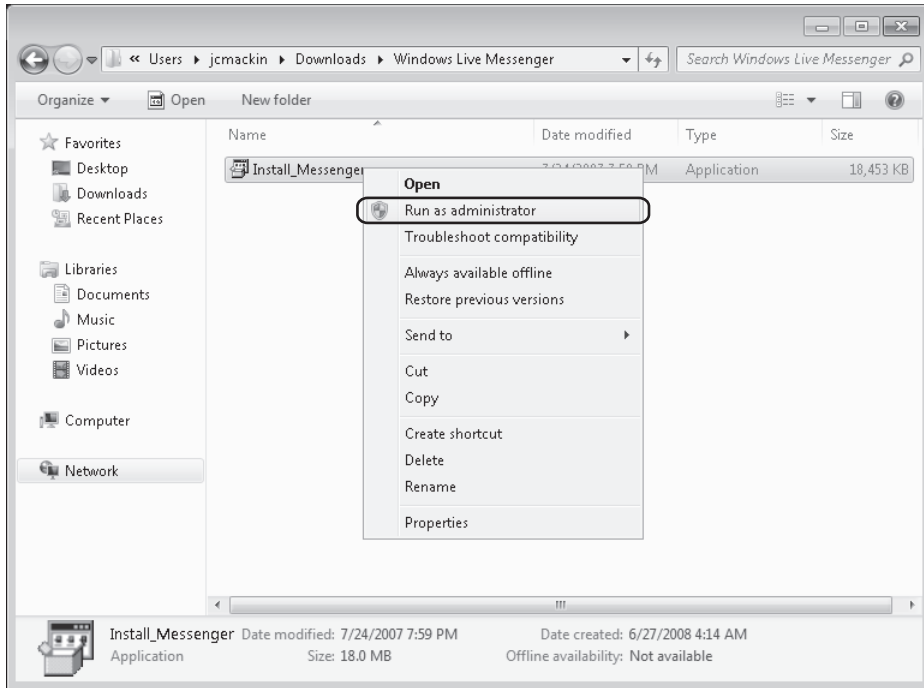 « Users ▸ jcmackin ▸ Downloads ▸ Windows Live Messenger
Search Windows Live Messenger
Organize Open New folder
Name Date modified Type Size
Favorites
Desktop
Downloads
Recent Places
Libraries
Documents
Music
Pictures
Videos
Computer
Network
Install_Messenger Application 18,453 KB
Open
Run as administrator
Troubleshoot compatibility
Always available offline
Restore previous versions
Send to
Cut
Copy
Create shortcut
Delete
Rename
Properties
Install_Messenger Date modified: 7/24/2007 7:59 PM Date created: 6/27/2008 4:14 AM
Application Size: 18.0 MB Offline availability: Not available